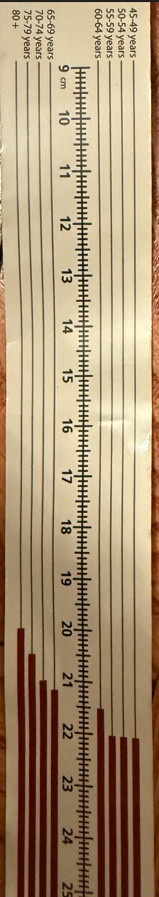 45-49 years
50-54 years
55-59 years
60-64 years
9 cm
10
11
12
13
14
15
16
17
18
19
20
21
22
23
24
25
65-69 years
70-74 years
75-79 years
80 +